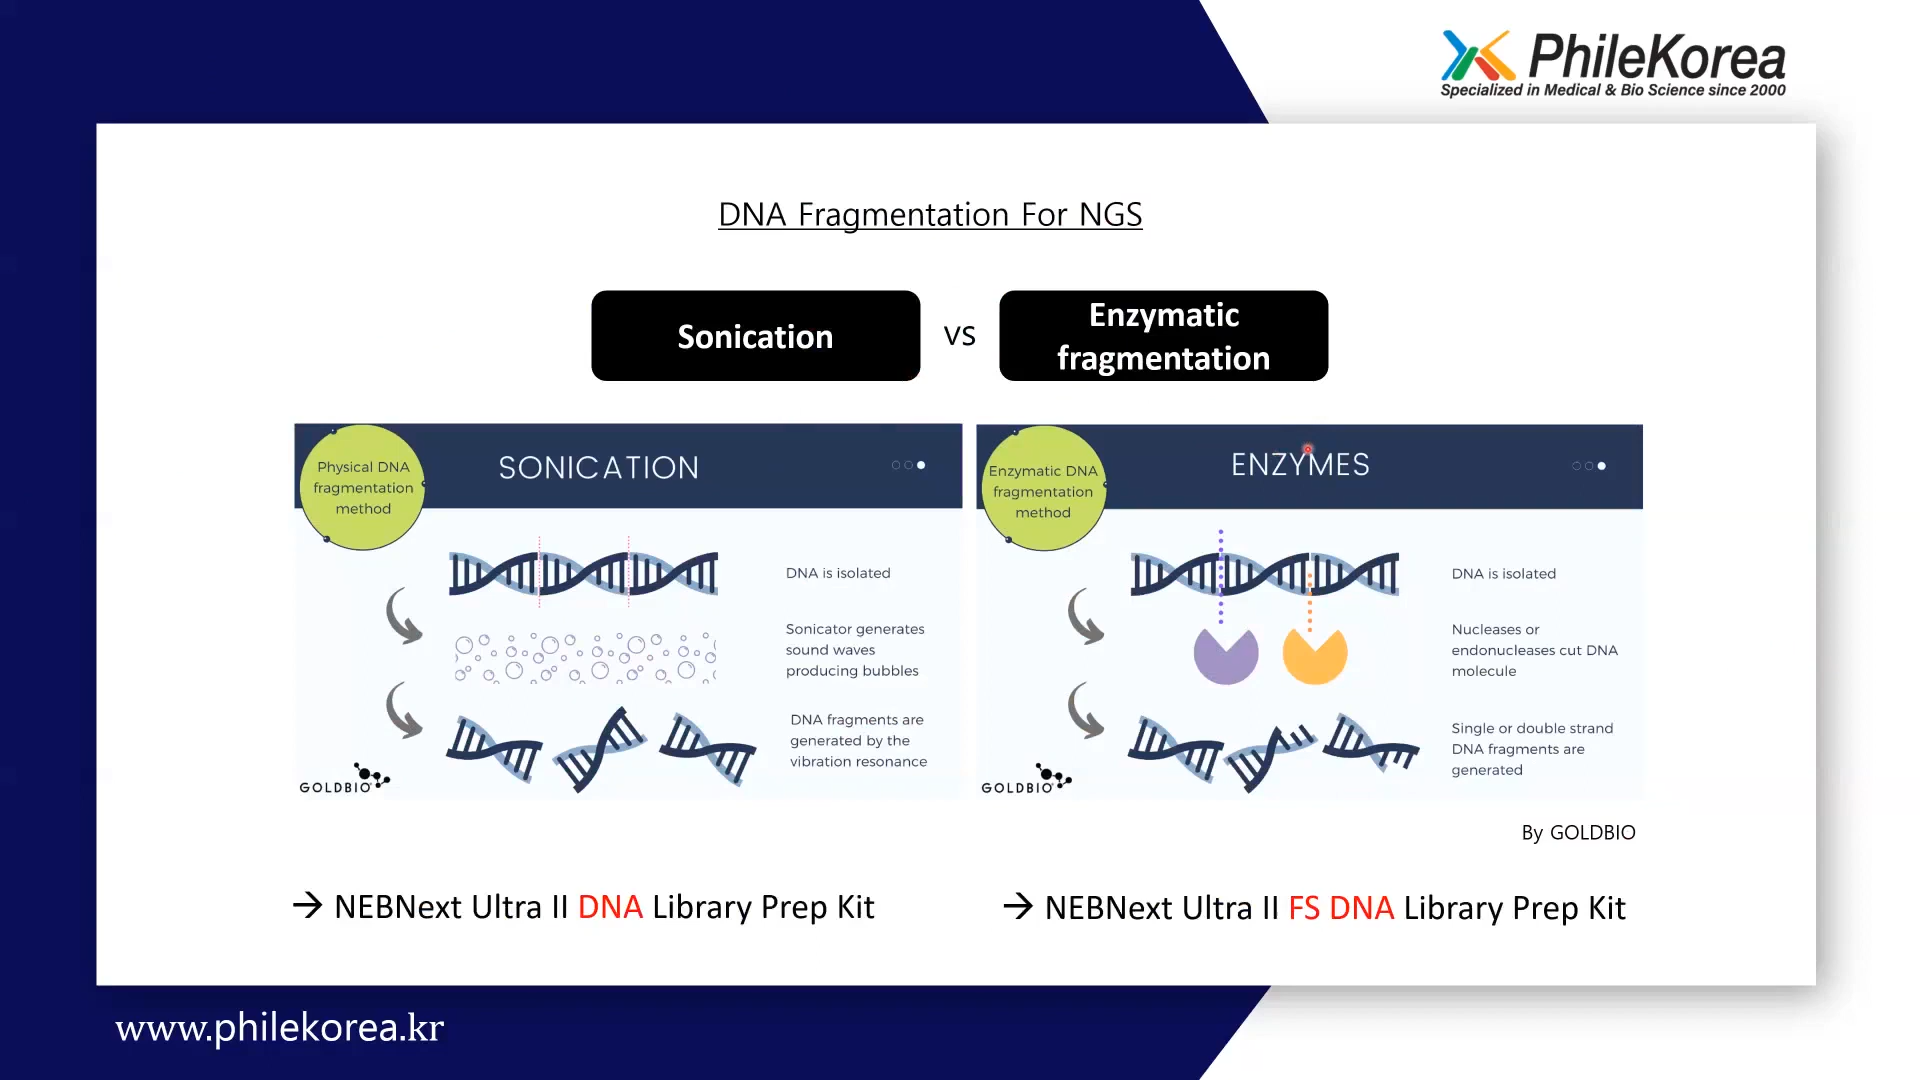 PhileKorea
Specialized in Medical & Bio Science since 2000
DNA Fragmentation For NGS
Sonication
VS
Enzymatic
fragmentation
Physical DNA
fragmentation
method
SONICATION
DNA is isolated
Sonicator generates
sound waves
producing bubbles
DNA fragments are
generated by the
vibration resonance
GOLDBIO
Enzymatic DNA
fragmentation
method
ENZYMES
DNA is isolated
Nucleases or
endonucleases cut DNA
molecule
Single or double strand
DNA fragments are
generated
GOLDBIO
By GOLDBIO
→ NEBNext Ultra II DNA Library Prep Kit
→ NEBNext Ultra II FS DNA Library Prep Kit
www.philekorea.kr